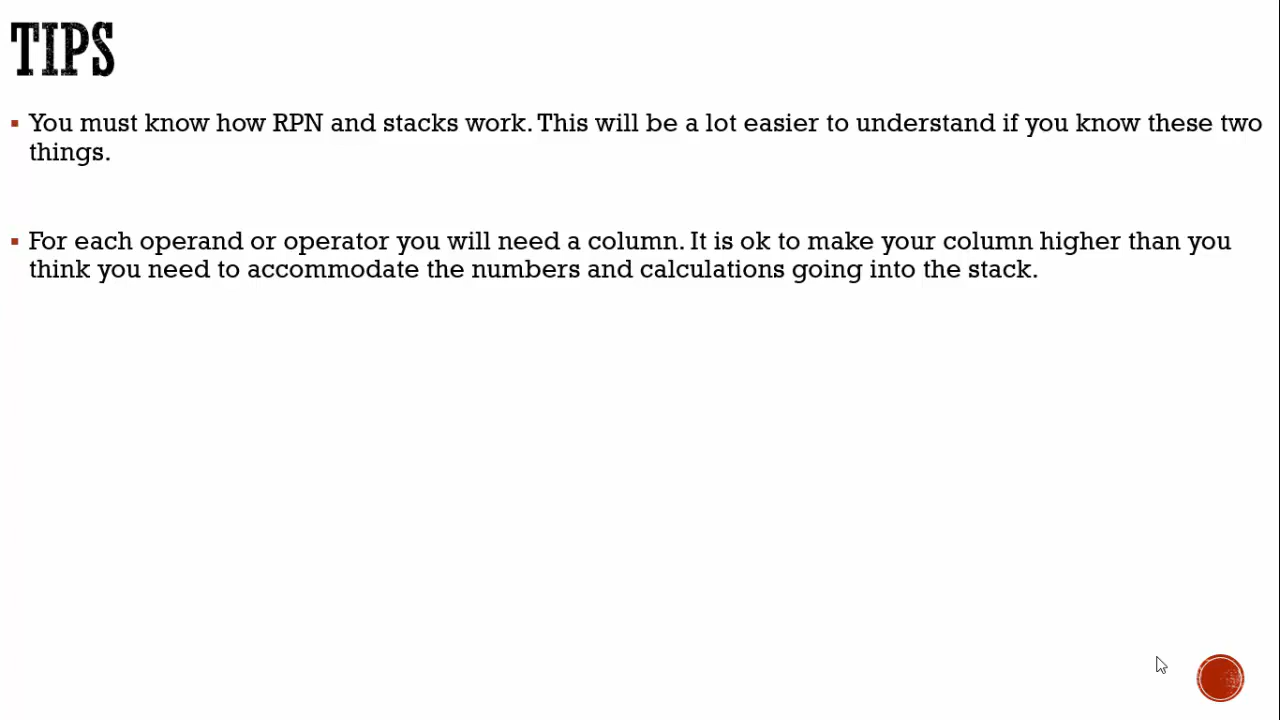 TIPS
You must know how RPN and stacks work. This will be a lot easier to understand if you know these two
things.
For each operand or operator you will need a column. It is ok to make your column higher than you
think you need to accommodate the numbers and calculations going into the stack.